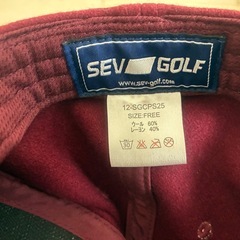 SEV GOLF
www.sev-golf.com
12-SGCPS25
SIZE:FREE
ウール 60%
レーヨン 40%